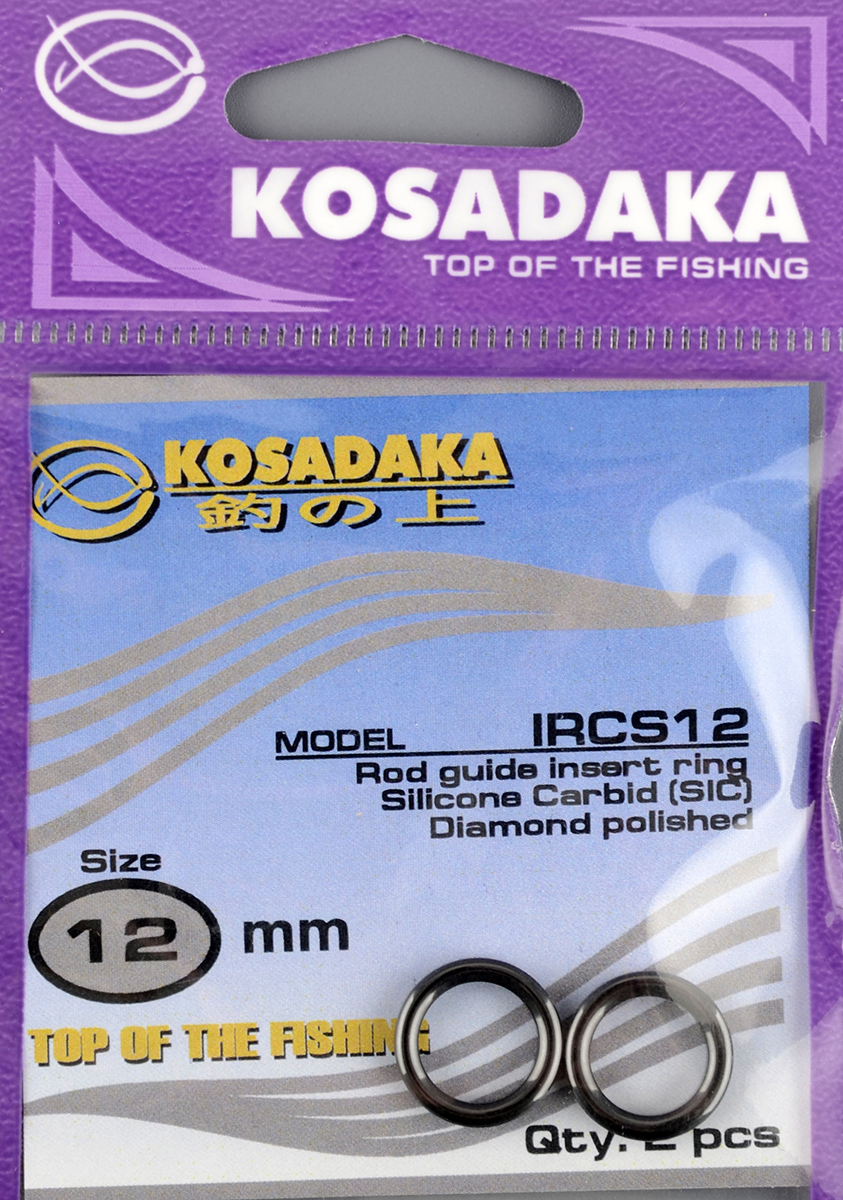 KOSADAKA
TOP OF THE FISHING
KOSADAKA
釣の上
MODEL IRCS12
Rod guide insert ring
Silicone Carbid (SIC)
Diamond polished
Size
12 mm
TOP OF THE FISHING
Qty. 2 pcs